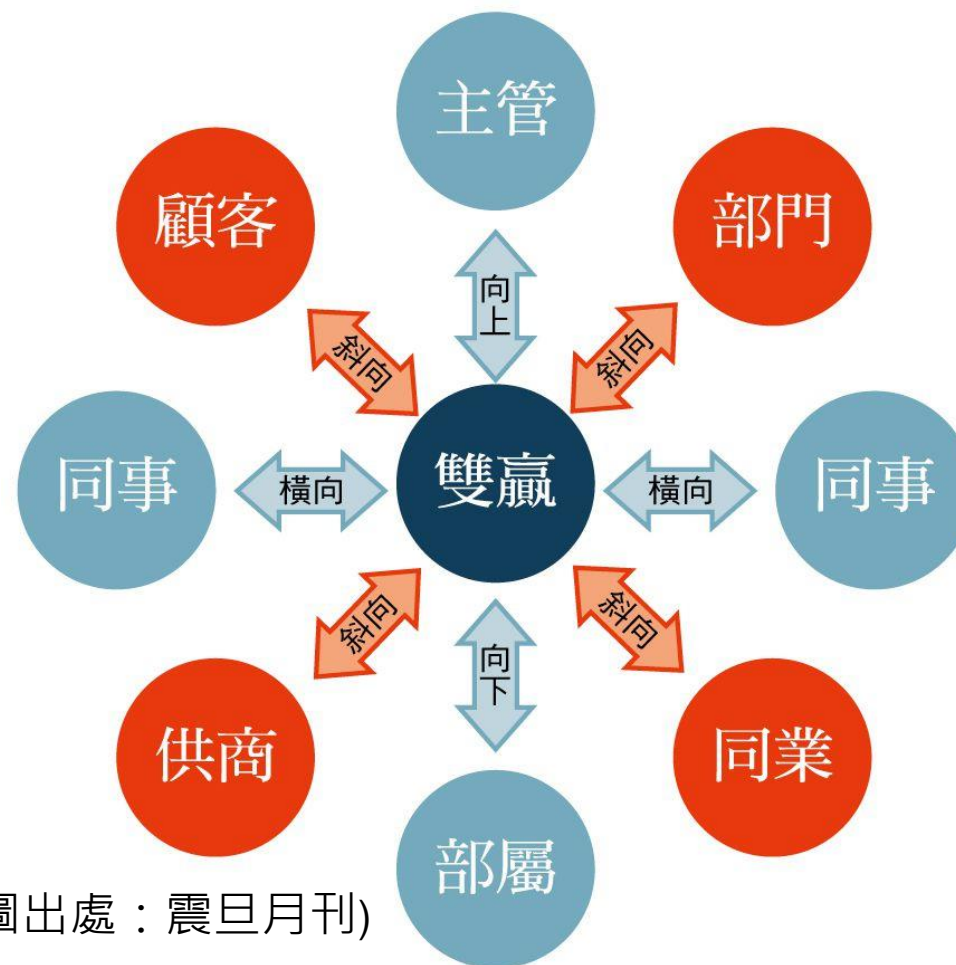 主管
顧客
部門
向上
斜向
斜向
同事
橫向
雙贏
橫向
同事
斜向
向下
斜向
供商
同業
部屬
圖出處：震旦月刊)